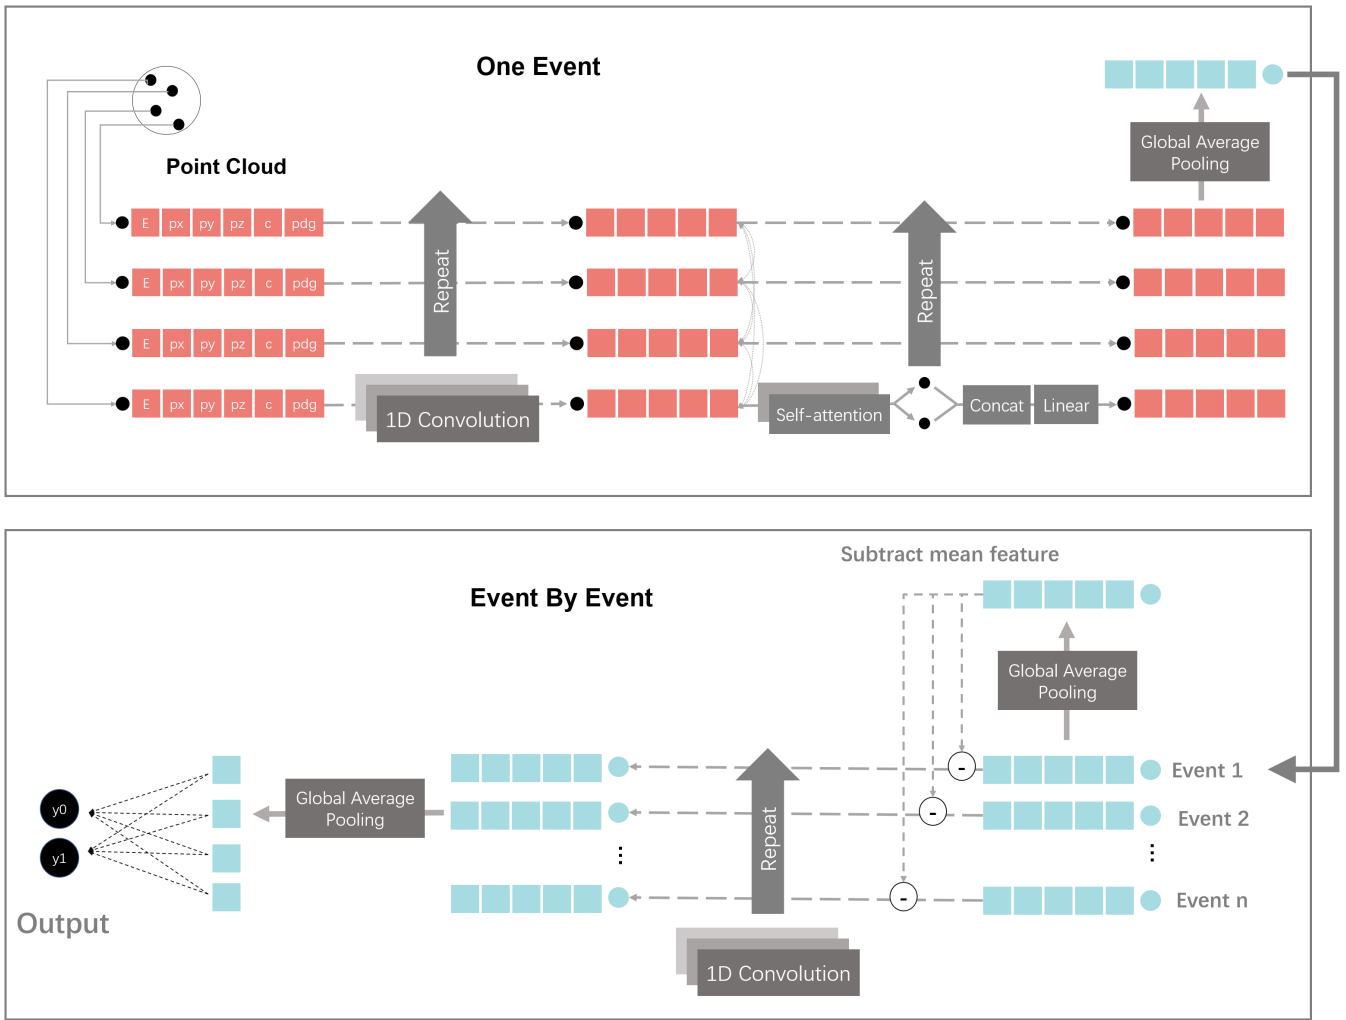 One Event
Point Cloud
Global Average
Pooling
E px py pz c pdg
E px py pz c pdg
E px py pz c pdg
E px py pz c pdg
Repeat
Repeat
1D Convolution
Self-attention
Concat
Linear
Event By Event
Subtract mean feature
Global Average
Pooling
- Event 1
- Event 2
⋮
- Event n
Repeat
1D Convolution
⋮
Global Average
Pooling
y0
y1
Output